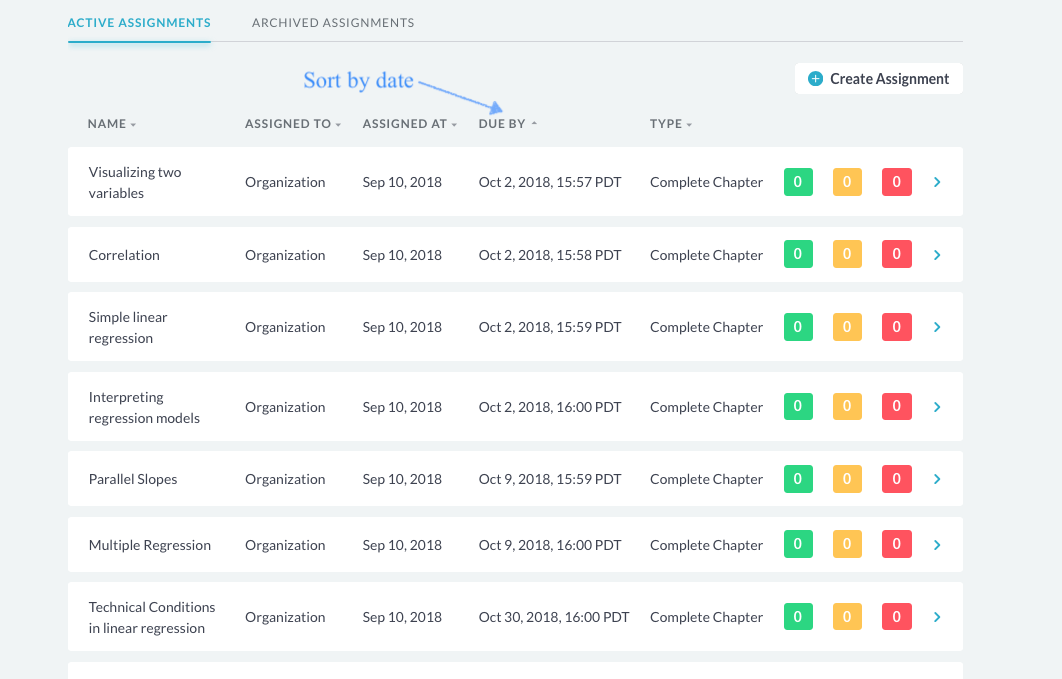 ACTIVE ASSIGNMENTS ARCHIVED ASSIGNMENTS
Sort by date
Create Assignment
NAME ASSIGNED TO ASSIGNED AT DUE BY TYPE
Visualizing two
variables
Organization Sep 10, 2018 Oct 2, 2018, 15:57 PDT Complete Chapter 0 0 0
Correlation Organization Sep 10, 2018 Oct 2, 2018, 15:58 PDT Complete Chapter 0 0 0
Simple linear
regression
Organization Sep 10, 2018 Oct 2, 2018, 15:59 PDT Complete Chapter 0 0 0
Interpreting
regression models
Organization Sep 10, 2018 Oct 2, 2018, 16:00 PDT Complete Chapter 0 0 0
Parallel Slopes Organization Sep 10, 2018 Oct 9, 2018, 15:59 PDT Complete Chapter 0 0 0
Multiple Regression Organization Sep 10, 2018 Oct 9, 2018, 16:00 PDT Complete Chapter 0 0 0
Technical Conditions
in linear regression
Organization Sep 10, 2018 Oct 30, 2018, 16:00 PDT Complete Chapter 0 0 0